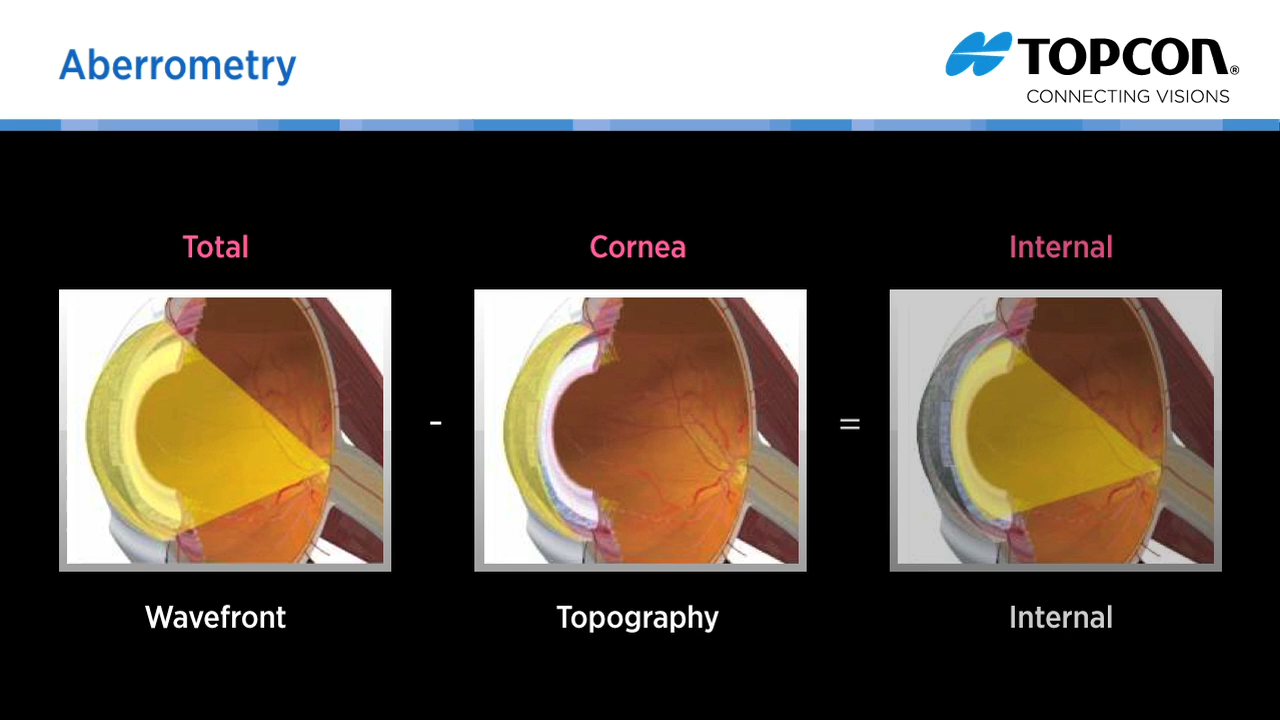 Aberrometry
TOPCON®
CONNECTING VISIONS
Total
Cornea
Internal
-
=
Wavefront
Topography
Internal